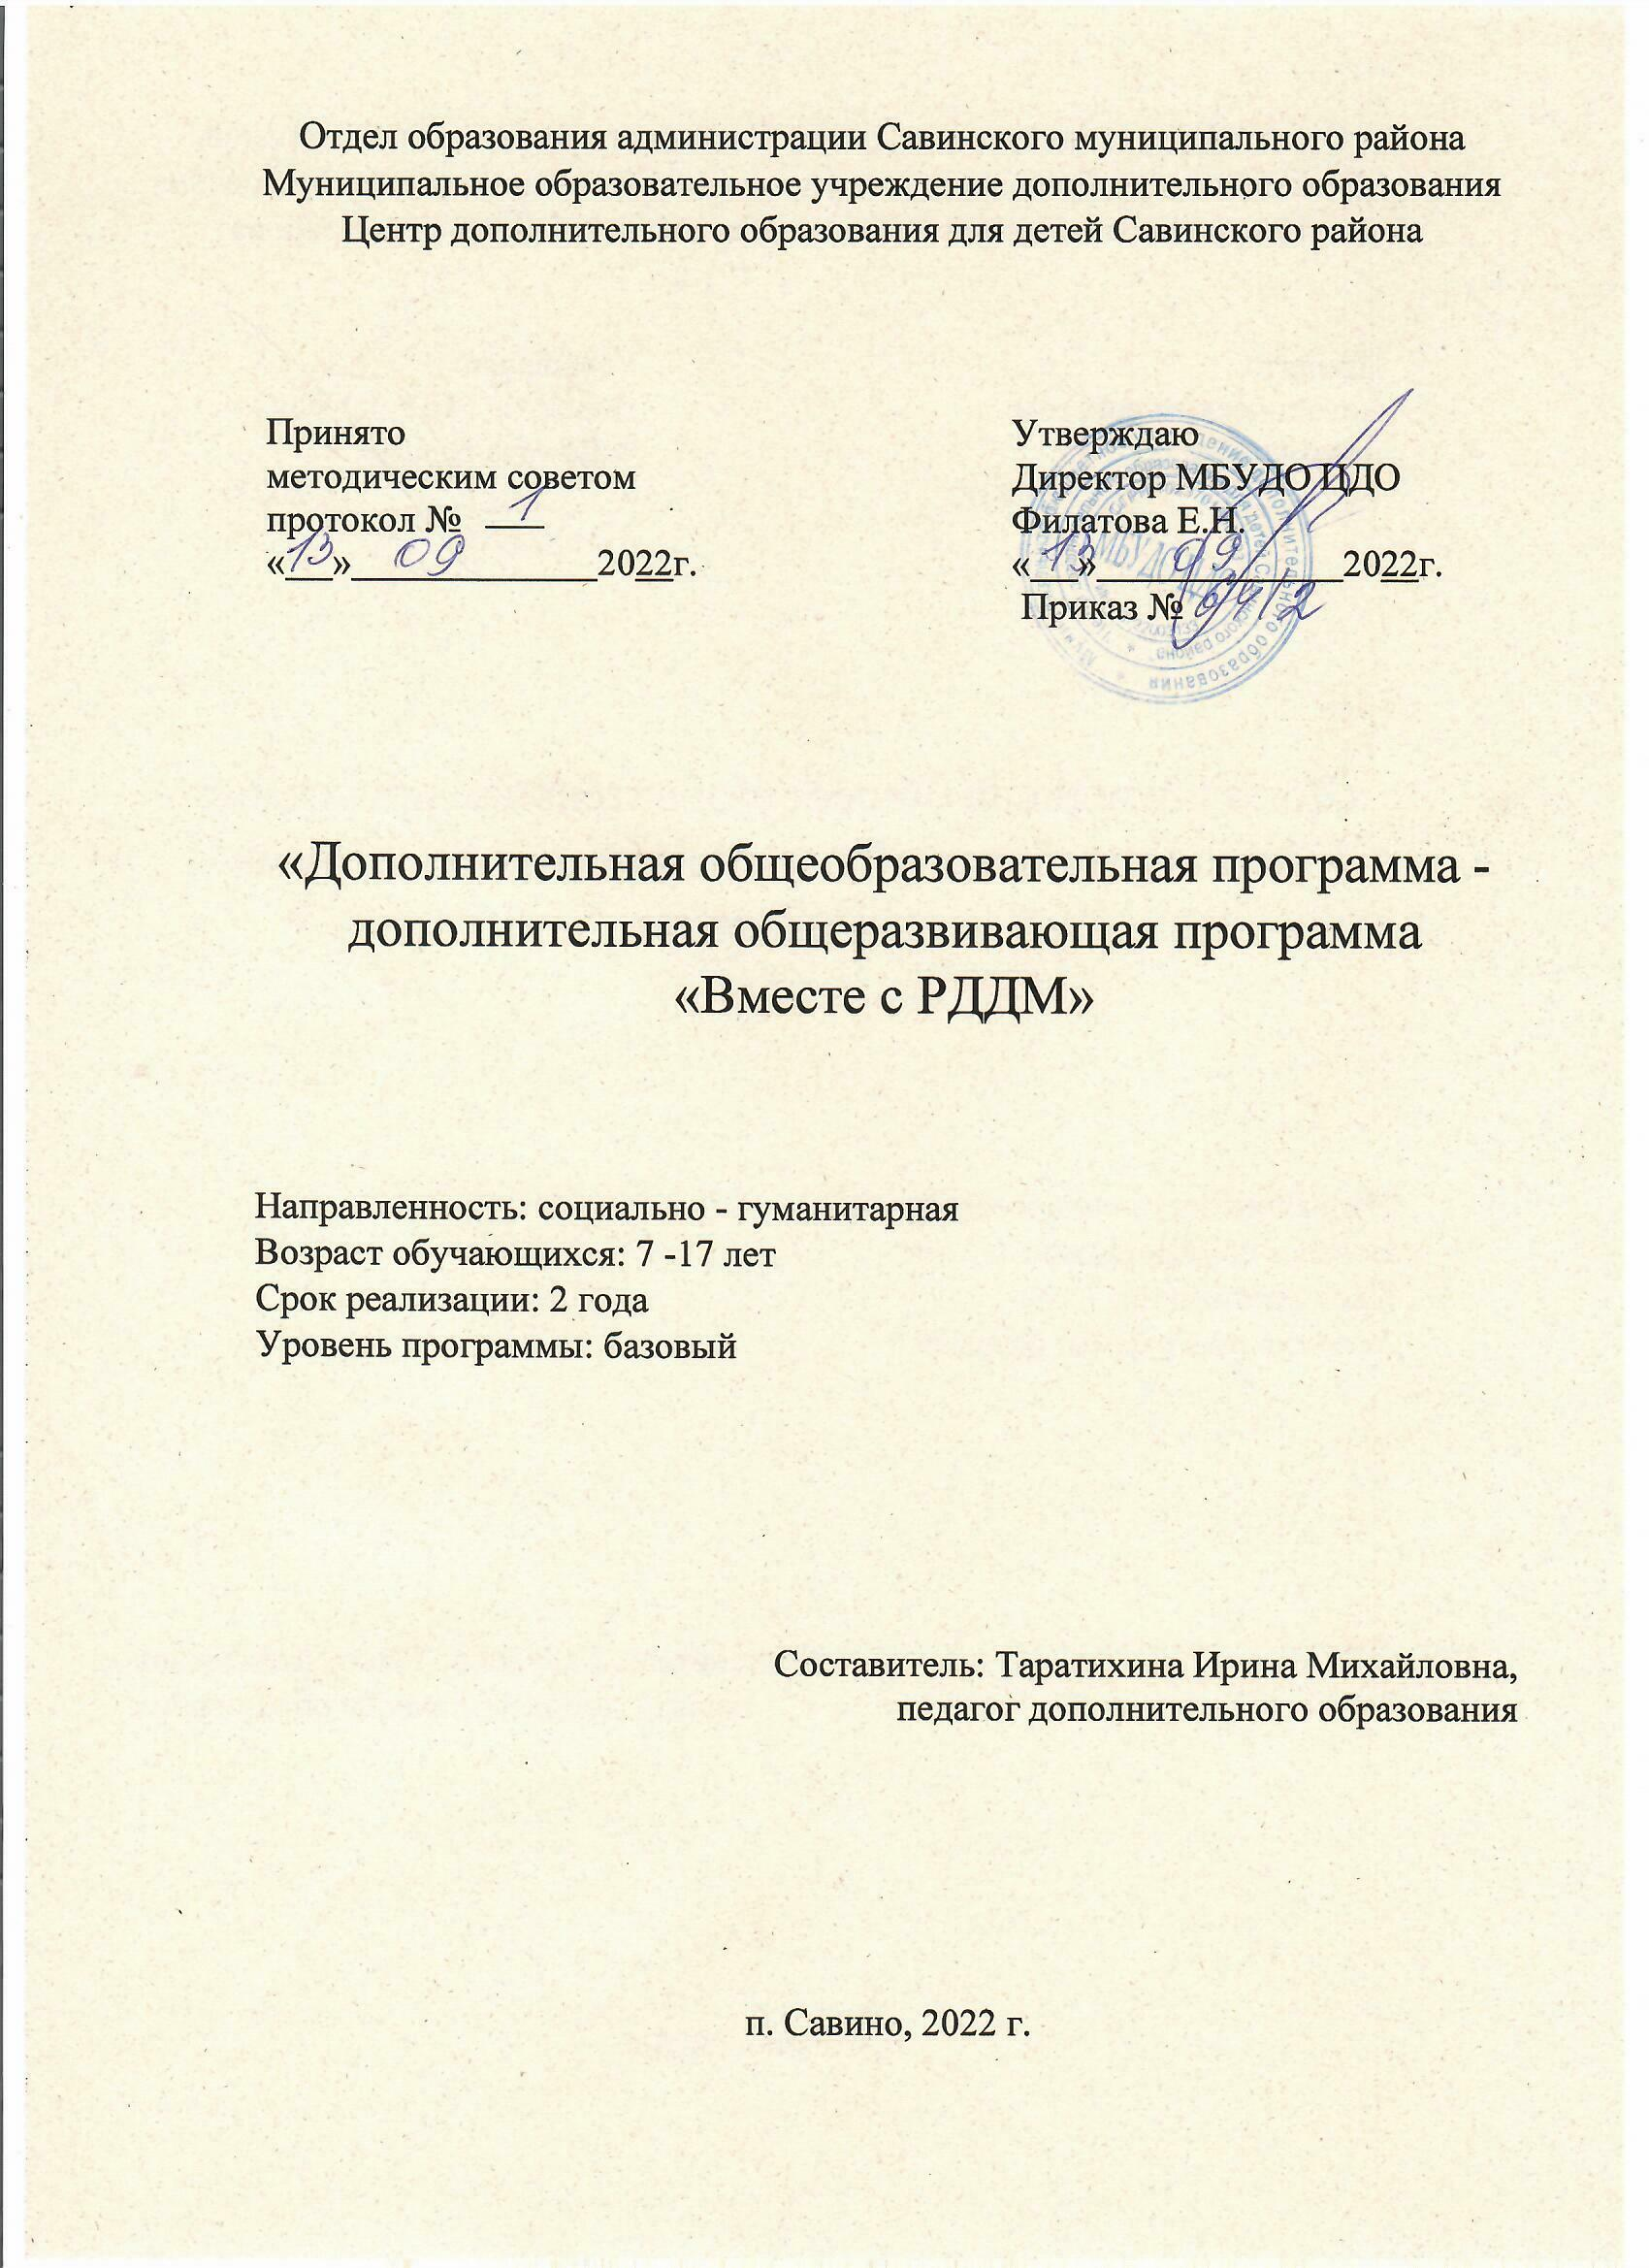 Отдел образования администрации Савинского муниципального района
Муниципальное образовательное учреждение дополнительного образования
Центр дополнительного образования для детей Савинского района
Принято
методическим советом
протокол № 1
«13» 09 2022г.
Утверждаю
Директор МБУДО ЦДО
Филатова Е.Н.
«13» 09 2022г.
Приказ №
«Дополнительная общеобразовательная программа -
дополнительная общеразвивающая программа
«Вместе с РДДМ»
Направленность: социально - гуманитарная
Возраст обучающихся: 7 -17 лет
Срок реализации: 2 года
Уровень программы: базовый
Составитель: Таратихина Ирина Михайловна,
педагог дополнительного образования
п. Савино, 2022 г.